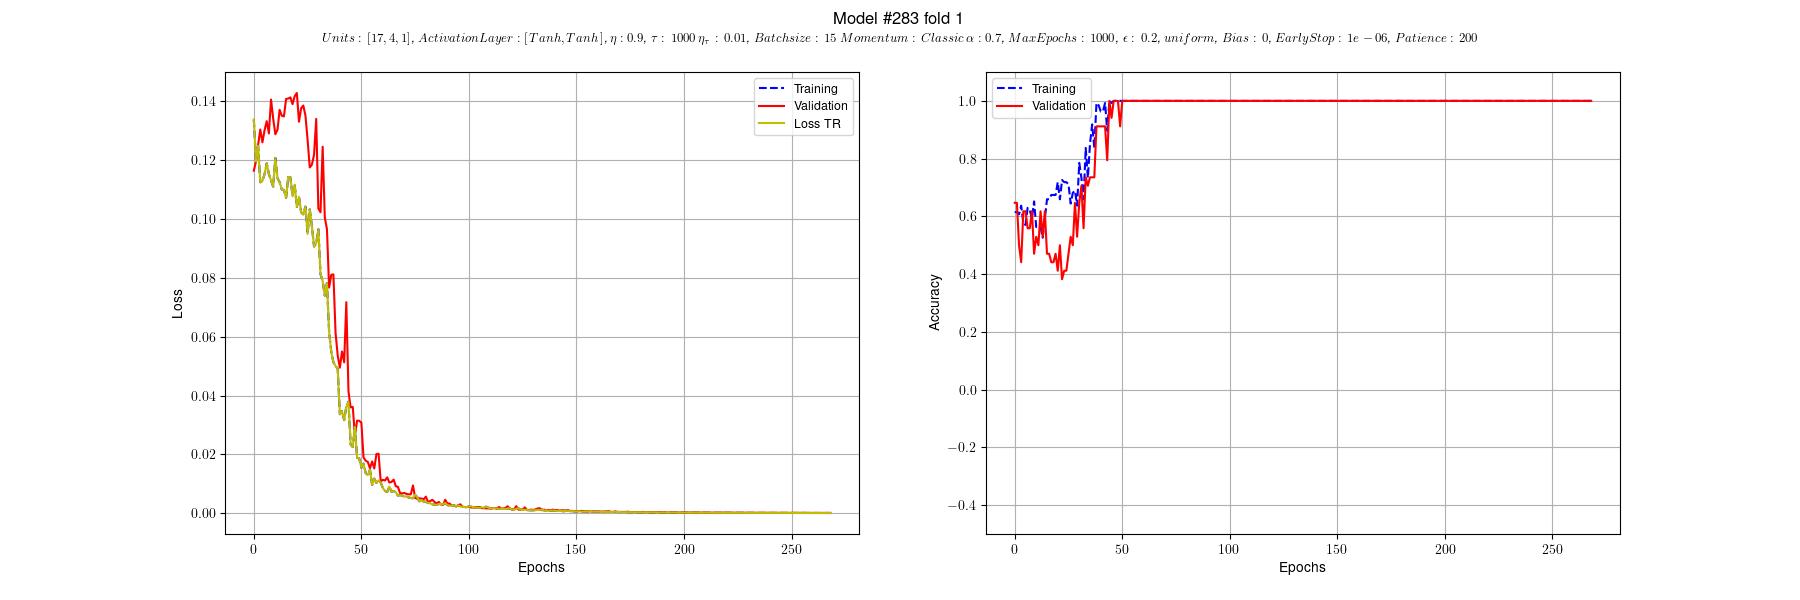 Model #283 fold 1
Units : [17, 4, 1], ActivationLayer : [Tanh, Tanh], η : 0.9, τ : 1000 η_τ : 0.01, Batchsize : 15 Momentum : Classic α : 0.7, MaxEpochs : 1000, ϵ : 0.2, uniform, Bias : 0, EarlyStop : 1e − 06, Patience : 200
Training
Validation
Loss TR
0.14
0.12
0.10
0.08
0.06
0.04
0.02
0.00
Loss
0 50 100 150 200 250
Epochs
Training
Validation
1.0
0.8
0.6
0.4
0.2
0.0
−0.2
−0.4
Accuracy
0 50 100 150 200 250
Epochs